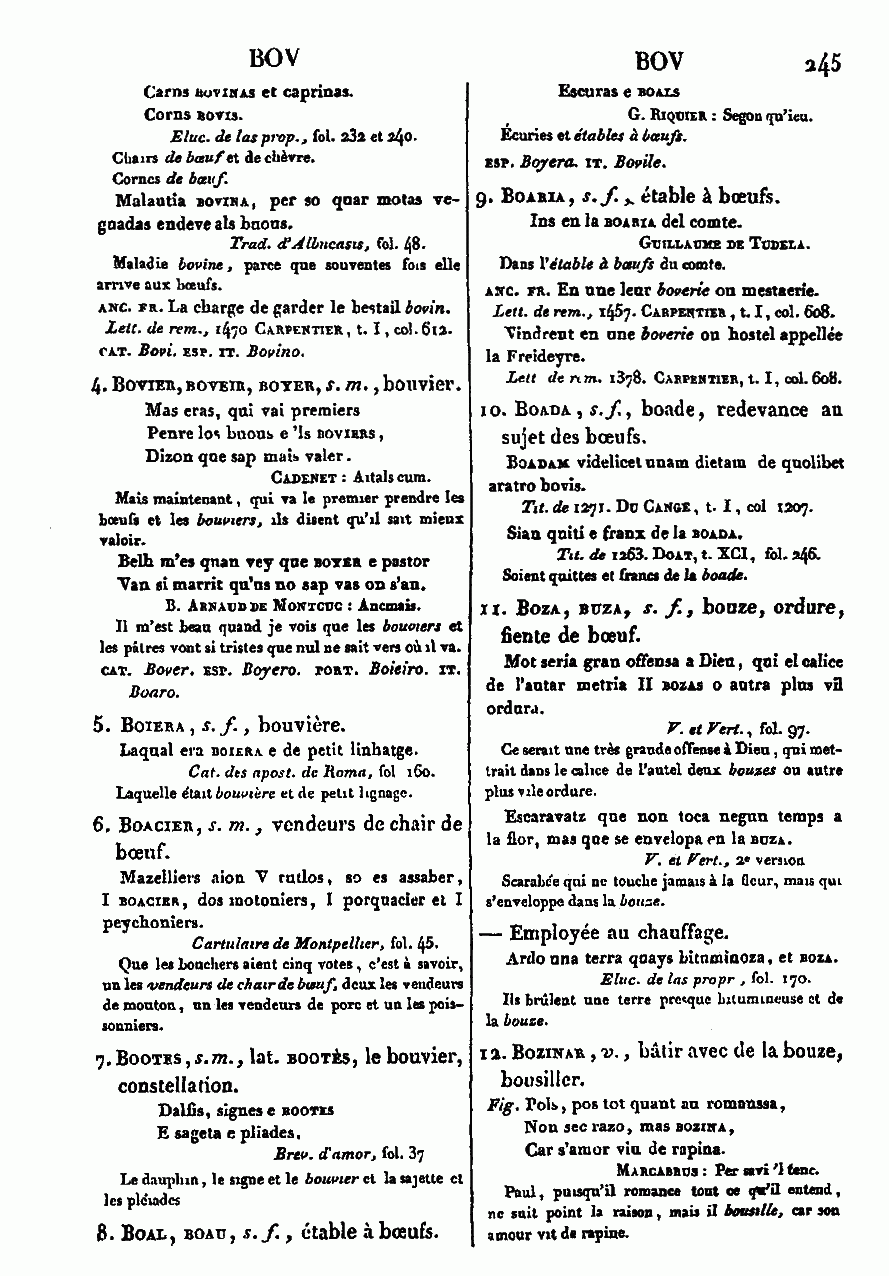 BOV
Carns BOVINAS et caprinas.
Corns BOVIS.
Eluc. de las prop., fol. 232 et 240.
Chairs de bœuf et de chèvre.
Cornes de bœuf.
Malautia BOVINA, per so quar motas ve-
gnadas endeve als buous.
Trad. d'Albucasis, fol. 48.
Maladie bovine, parce que souventes fois elle
arrive aux bœufs.
ANC. FR. La charge de garder le bestail bovin.
Lett. de rem., 1470 CARPENTIER, t. I, col. 612.
CAT. Bovi. ESP. IT. Bovino.
4. BOVIER, BOVEIR, BOYER, s. m., bouvier.
Mas eras, qui vai premiers
Penre los buous e 'ls BOVIERS,
Dizon que sap mais valer.
CADENET : Aitals cum.
Mais maintenant, qui va le premier prendre les
bœufs et les bouviers, ils disent qu'il sait mieux
valoir.
Belh m'es quan vey que BOYER e pastor
Van si marrit qu'us no sap vas on s'an.
B. ARNAUD DE MONTCUC : Ancmais.
Il m'est beau quand je vois que les bouviers et
les pâtres vont si tristes que nul ne sait vers où il va.
CAT. Bover. ESP. Boyero. PORT. Boieiro. IT.
Boaro.
5. BOIERA, s. f., bouvière.
Laqual era BOIERA e de petit linhatge.
Cat. des apost. de Roma, fol 160.
Laquelle était bouvière et de petit lignage.
6. BOACIER, s. m., vendeurs de chair de
bœuf.
Mazelliers aion V rutlos, so es assaber,
I BOACIER, dos motoniers, I porquacier et I
peychoniers.
Cartulaire de Montpellier, fol. 45.
Que les bouchers aient cinq votes, c'est à savoir,
un les vendeurs de chair de bœuf, deux les vendeurs
de mouton, un les vendeurs de porc et un les pois-
sonniers.
7. BOOTES, s. m., lat. BOOTÈS, le bouvier,
constellation.
Dalfis, signes e BOOTES
E sageta e pliades.
Brev. d'amor, fol. 37
Le dauphin, le signe et le bouvier et la sajette et
les pléiades
8. BOAL, BOAU, s. f., étable à bœufs.
BOV 245
Escuras e BOALS
G. RIQUIER : Segon qu'ieu.
Écuries et étables à bœufs.
ESP. Boyera. IT. Bovile.
9. BOARIA, s. f., étable à bœufs.
Ins en la BOARIA del comte.
GUILLAUME DE TUDELA.
Dans l'étable à bœufs du comte.
ANC. FR. En une leur boverie ou mestaerie.
Lett. de rem., 1457. CARPENTIER, t. I, col. 608.
Vindrent en une boverie ou hostel appellée
la Freideyre.
Lett de rem. 1378. CARPENTIER, t. I, col. 608.
10. BOADA, s. f., boade, redevance au
sujet des bœufs.
BOADAM videlicet unam dietam de quolibet
aratro bovis.
Tit. de 1271. DU CANGE, t. I, col 1207.
Sian quiti e franx de la BOADA.
Tit. de 1263. DOAT, t. XCI, fol. 246.
Soient quittes et francs de la boade.
11. BOZA, BUZA, s. f., bouze, ordure,
fiente de bœuf.
Mot seria gran offensa a Dieu, qui el calice
de l'autar metria II BOZAS o autra plus vil
ordura.
V. et Vert., fol. 97.
Ce serait une très grande offense à Dieu, qui met-
trait dans le calice de l'autel deux bouzes ou autre
plus vile ordure.
Escaravatz que non toca negun temps a
la flor, mas que se envelopa en la BUZA.
V. et Vert., 2e version
Scarabée qui ne touche jamais à la fleur, mais qui
s'enveloppe dans la bouze.
— Employée au chauffage.
Ardo una terra quays bituminoza, et BOZA.
Eluc. de las propr, fol. 170.
Ils brûlent une terre presque bitumineuse et de
la bouze.
12. BOZINAR, v., bâtir avec de la bouze,
bousiller.
Fig. Pols, pos tot quant au romanssa,
Non sec razo, mas BOZINA,
Car s'amor viu de rapina.
MARCABRUS : Per savi 'l tenc.
Paul, puisqu'il romance tout ce qu'il entend,
ne suit point la raison, mais il bousille, car son
amour vit de rapine.